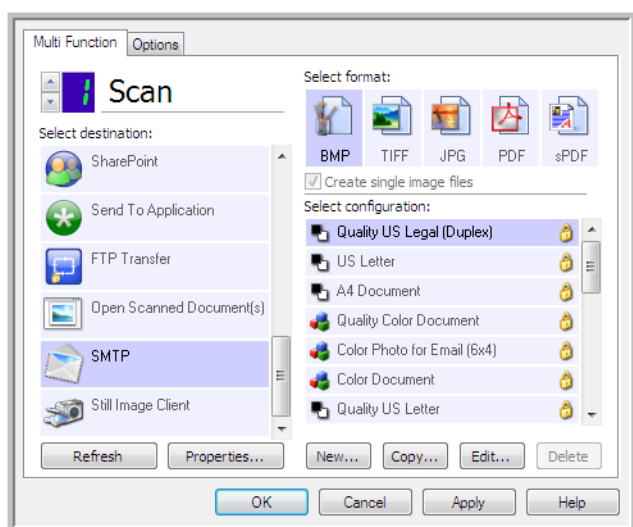 Multi Function
Options
1
Scan
Select destination:
SharePoint
Send To Application
FTP Transfer
Open Scanned Document(s)
SMTP
Still Image Client
Refresh
Properties...
Select format:
BMP
TIFF
JPG
PDF
sPDF
Create single image files
Select configuration:
Quality US Legal (Duplex)
US Letter
A4 Document
Quality Color Document
Color Photo for Email (6x4)
Color Document
Quality US Letter
New...
Copy...
Edit...
Delete
OK
Cancel
Apply
Help